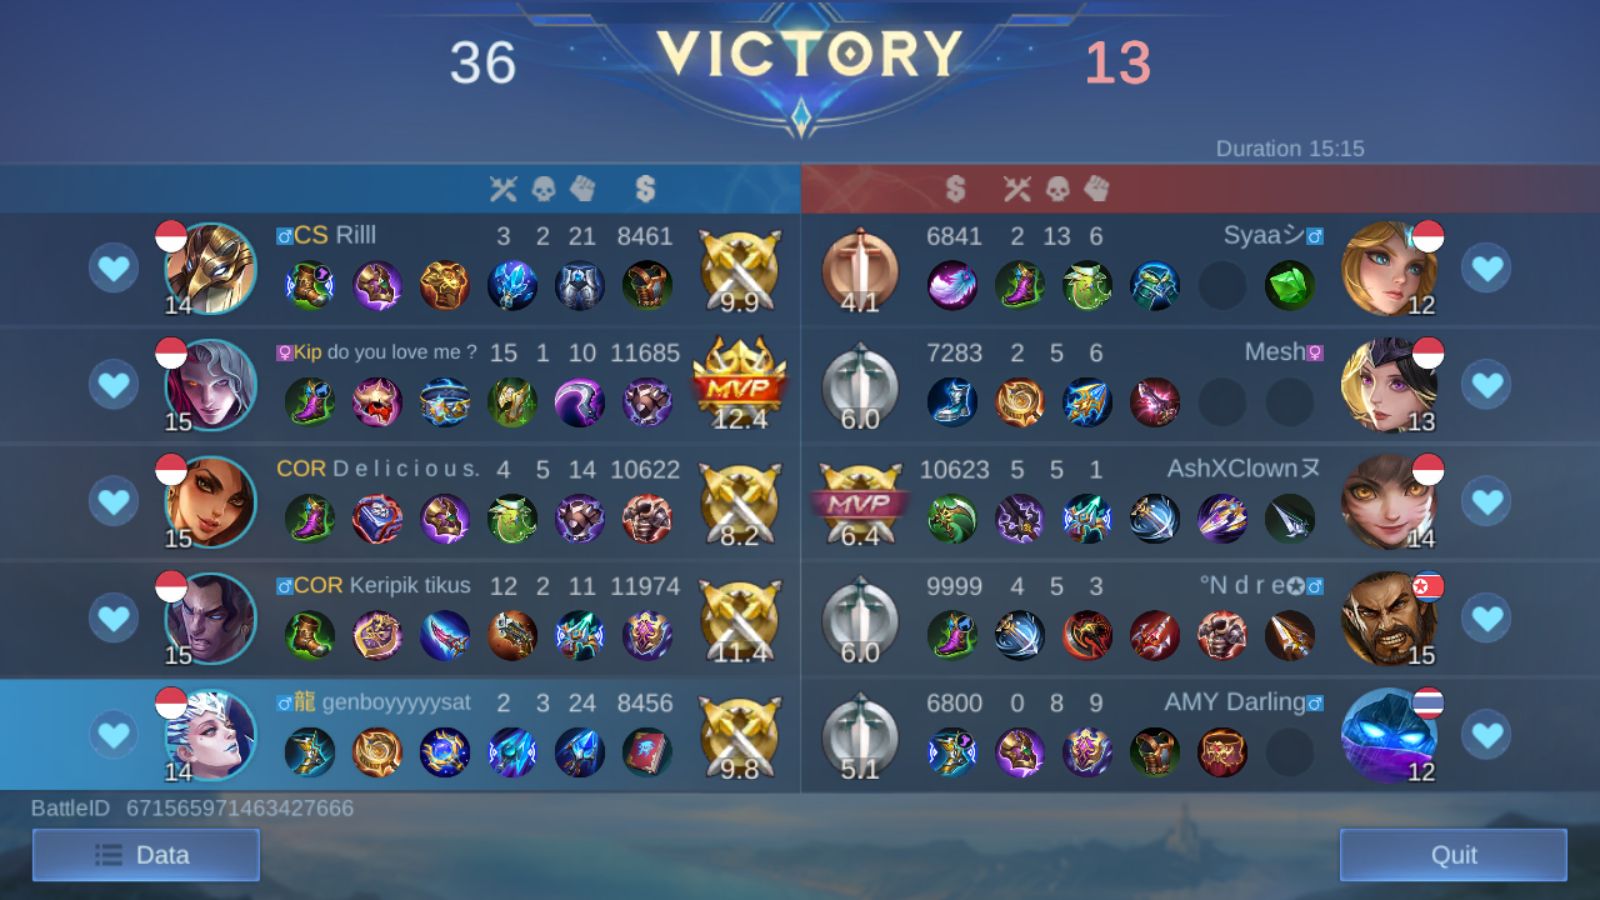 36 VICTORY 13
Duration 15:15
CS Rilll 3 2 21 8461 9.9 14
4.1 6841 2 13 6 Syaaシ 12
Kip do you love me ? 15 1 10 11685 MVP 12.4 15
6.0 7283 2 5 6 Mesh 13
COR D e l i c i o u s. 4 5 14 10622 8.2 15
MVP 6.4 10623 5 5 1 AshXClownヌ 14
COR Keripik tikus 12 2 11 11974 11.4 15
6.0 9999 4 5 3 °N d r e✪ 15
龍 genboyyyyysat 2 3 24 8456 9.8 14
5.1 6800 0 8 9 AMY Darling 12
BattleID 671565971463427666
Data
Quit